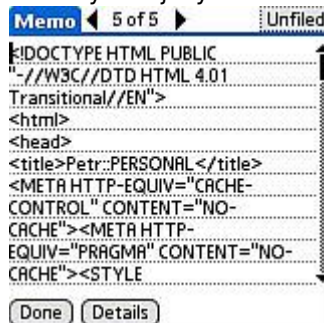 Memo 5 of 5 Unfiled
<!DOCTYPE HTML PUBLIC
"-//W3C//DTD HTML 4.01
Transitional//EN">
<html>
<head>
<title>Petr::PERSONAL</title>
<META HTTP-EQUIV="CACHE-
CONTROL" CONTENT="NO-
CACHE"><META HTTP-
EQUIV="PRAGMA" CONTENT="NO-
CACHE"><STYLE
Done Details